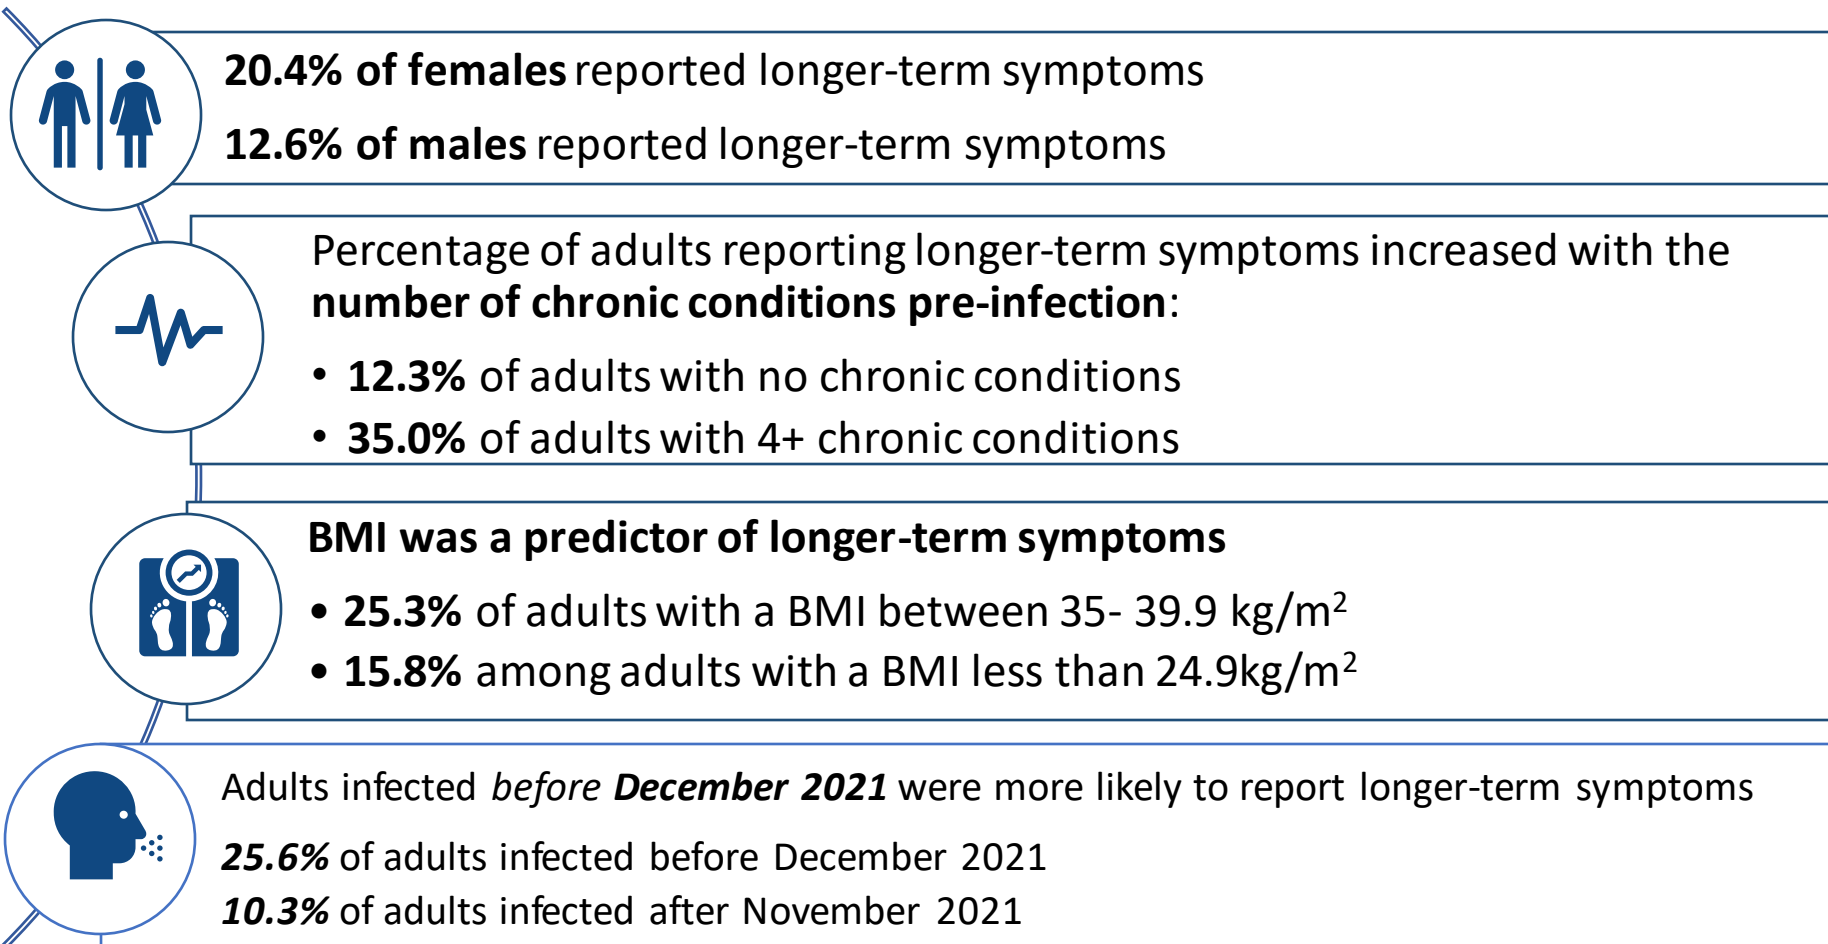 20.4% of females reported longer-term symptoms
12.6% of males reported longer-term symptoms
Percentage of adults reporting longer-term symptoms increased with the
number of chronic conditions pre-infection:
• 12.3% of adults with no chronic conditions
• 35.0% of adults with 4+ chronic conditions
BMI was a predictor of longer-term symptoms
• 25.3% of adults with a BMI between 35- 39.9 kg/m²
• 15.8% among adults with a BMI less than 24.9kg/m²
Adults infected before December 2021 were more likely to report longer-term symptoms
25.6% of adults infected before December 2021
10.3% of adults infected after November 2021